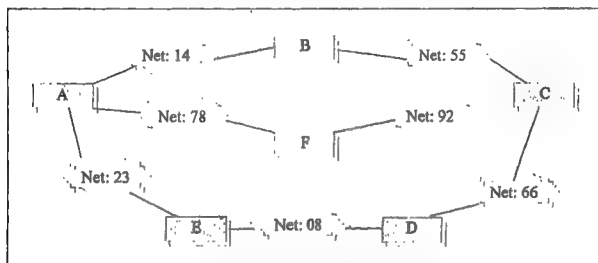 B
Net: 14
Net: 55
A
C
Net: 78
Net: 92
F
Net: 23
Net: 66
E
Net: 08
D